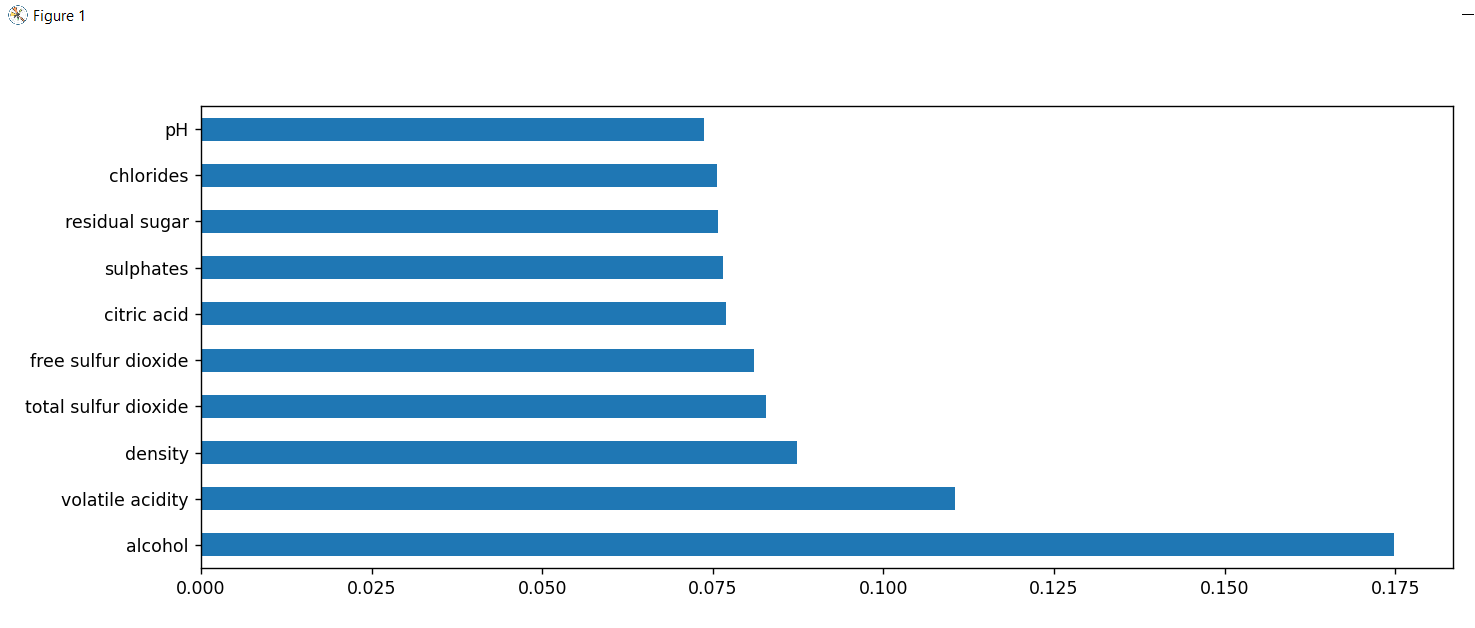 Figure 1
pH
chlorides
residual sugar
sulphates
citric acid
free sulfur dioxide
total sulfur dioxide
density
volatile acidity
alcohol
0.000 0.025 0.050 0.075 0.100 0.125 0.150 0.175